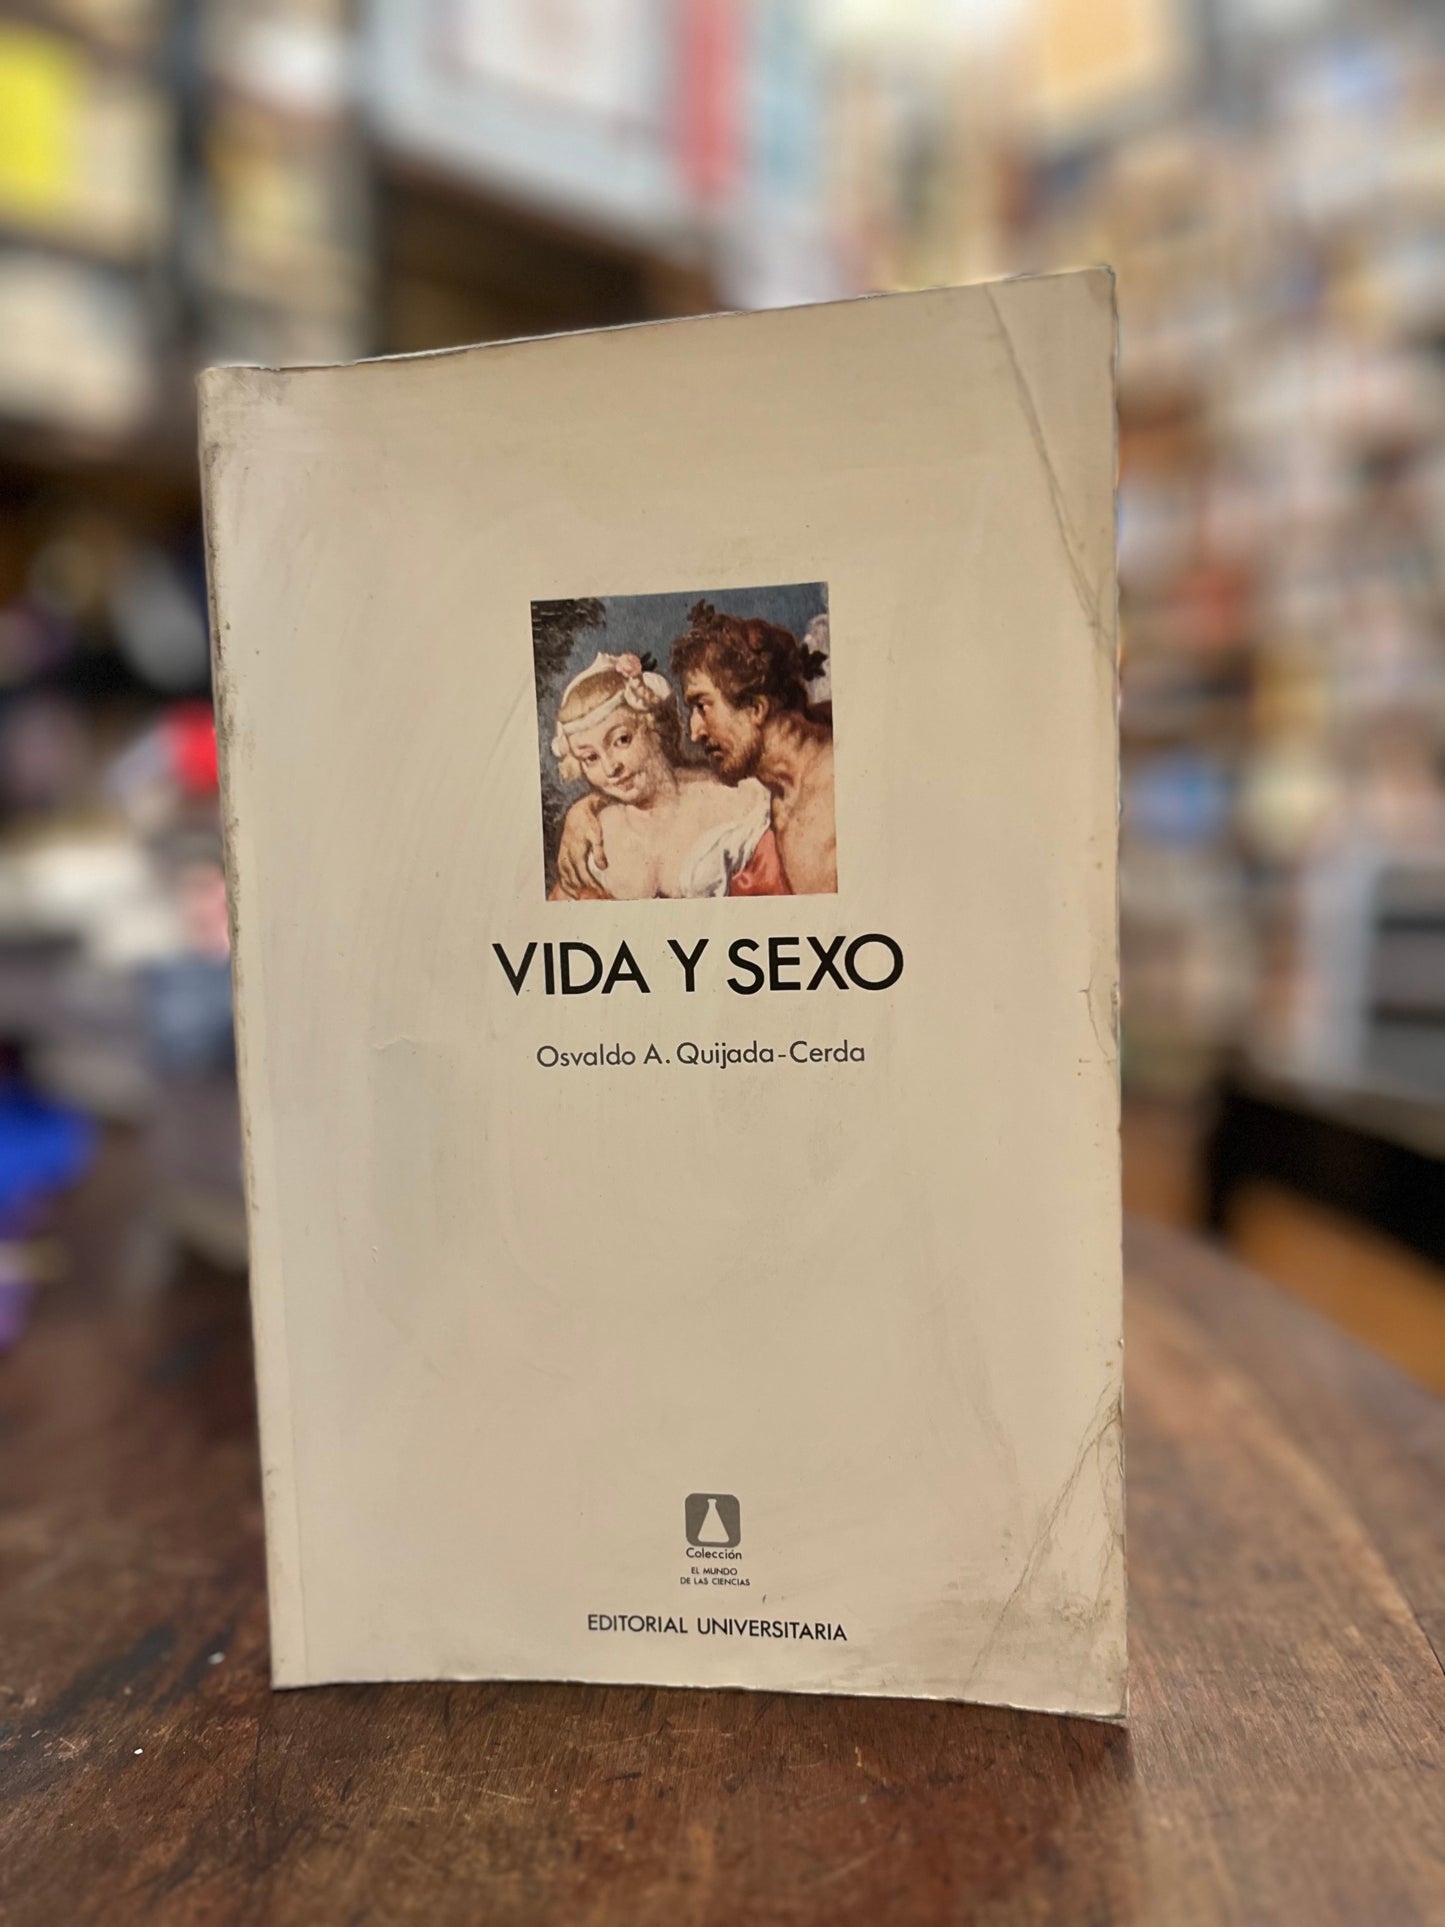 VIDA Y SEXO
Osvaldo A. Quijada-Cerda
Colección
EL MUNDO
DE LAS CIENCIAS
EDITORIAL UNIVERSITARIA